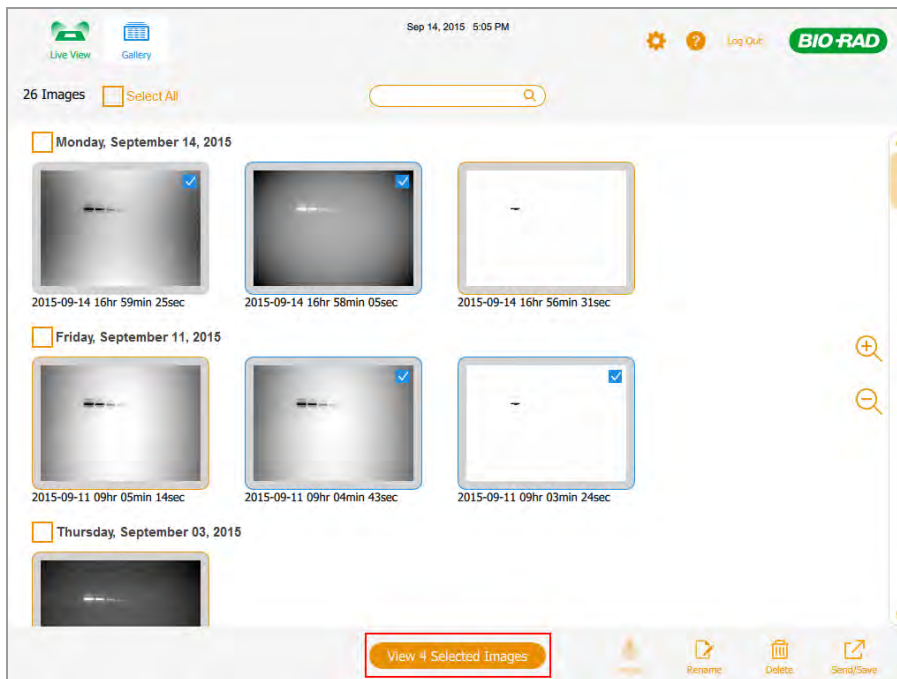 Sep 14, 2015 5:05 PM
Live View
Gallery
Log Out
BIO-RAD
26 Images
Select All
Monday, September 14, 2015
2015-09-14 16hr 59min 25sec
2015-09-14 16hr 58min 05sec
2015-09-14 16hr 56min 31sec
Friday, September 11, 2015
2015-09-11 09hr 05min 14sec
2015-09-11 09hr 04min 43sec
2015-09-11 09hr 03min 24sec
Thursday, September 03, 2015
View 4 Selected Images
Rename
Delete
Send/Save